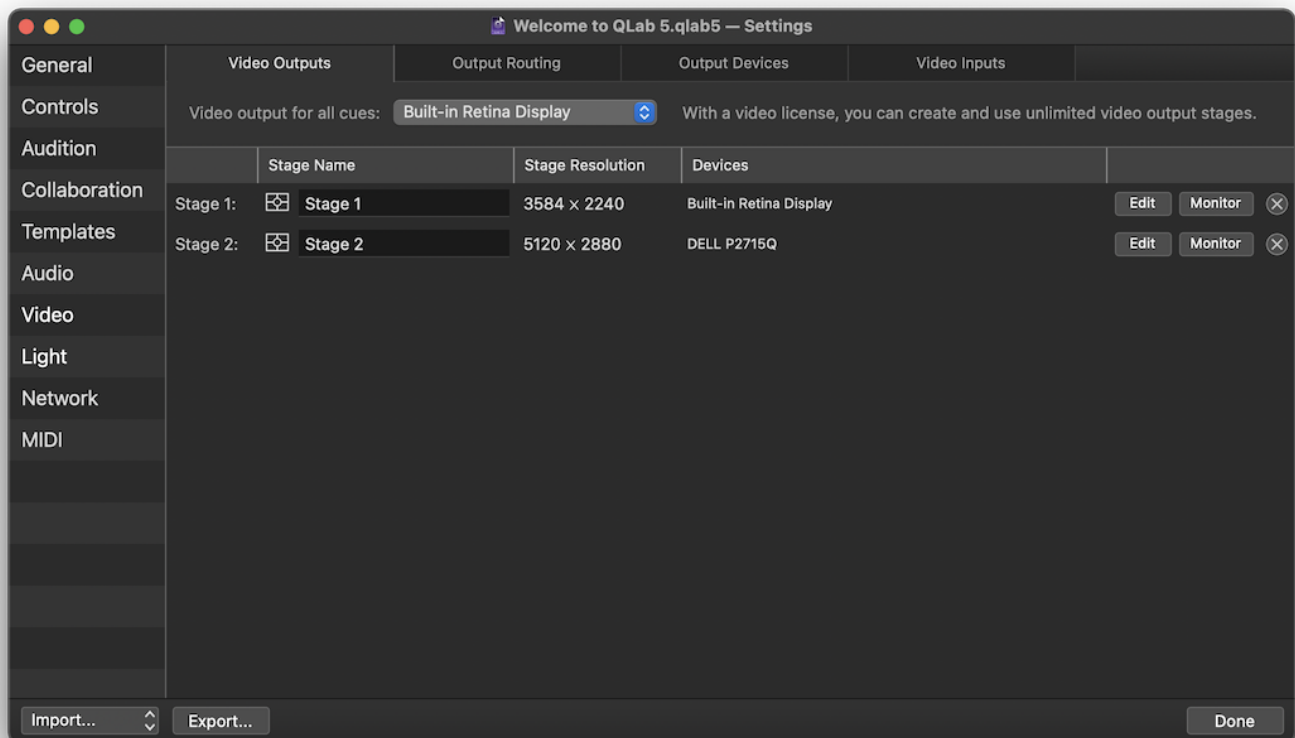 Welcome to QLab 5.qlab5 — Settings
General
Controls
Audition
Collaboration
Templates
Audio
Video
Light
Network
MIDI
Video Outputs Output Routing Output Devices Video Inputs
Video output for all cues: Built-in Retina Display With a video license, you can create and use unlimited video output stages.
Stage Name Stage Resolution Devices
Stage 1: Stage 1 3584 × 2240 Built-in Retina Display Edit Monitor
Stage 2: Stage 2 5120 × 2880 DELL P2715Q Edit Monitor
Import... Export... Done